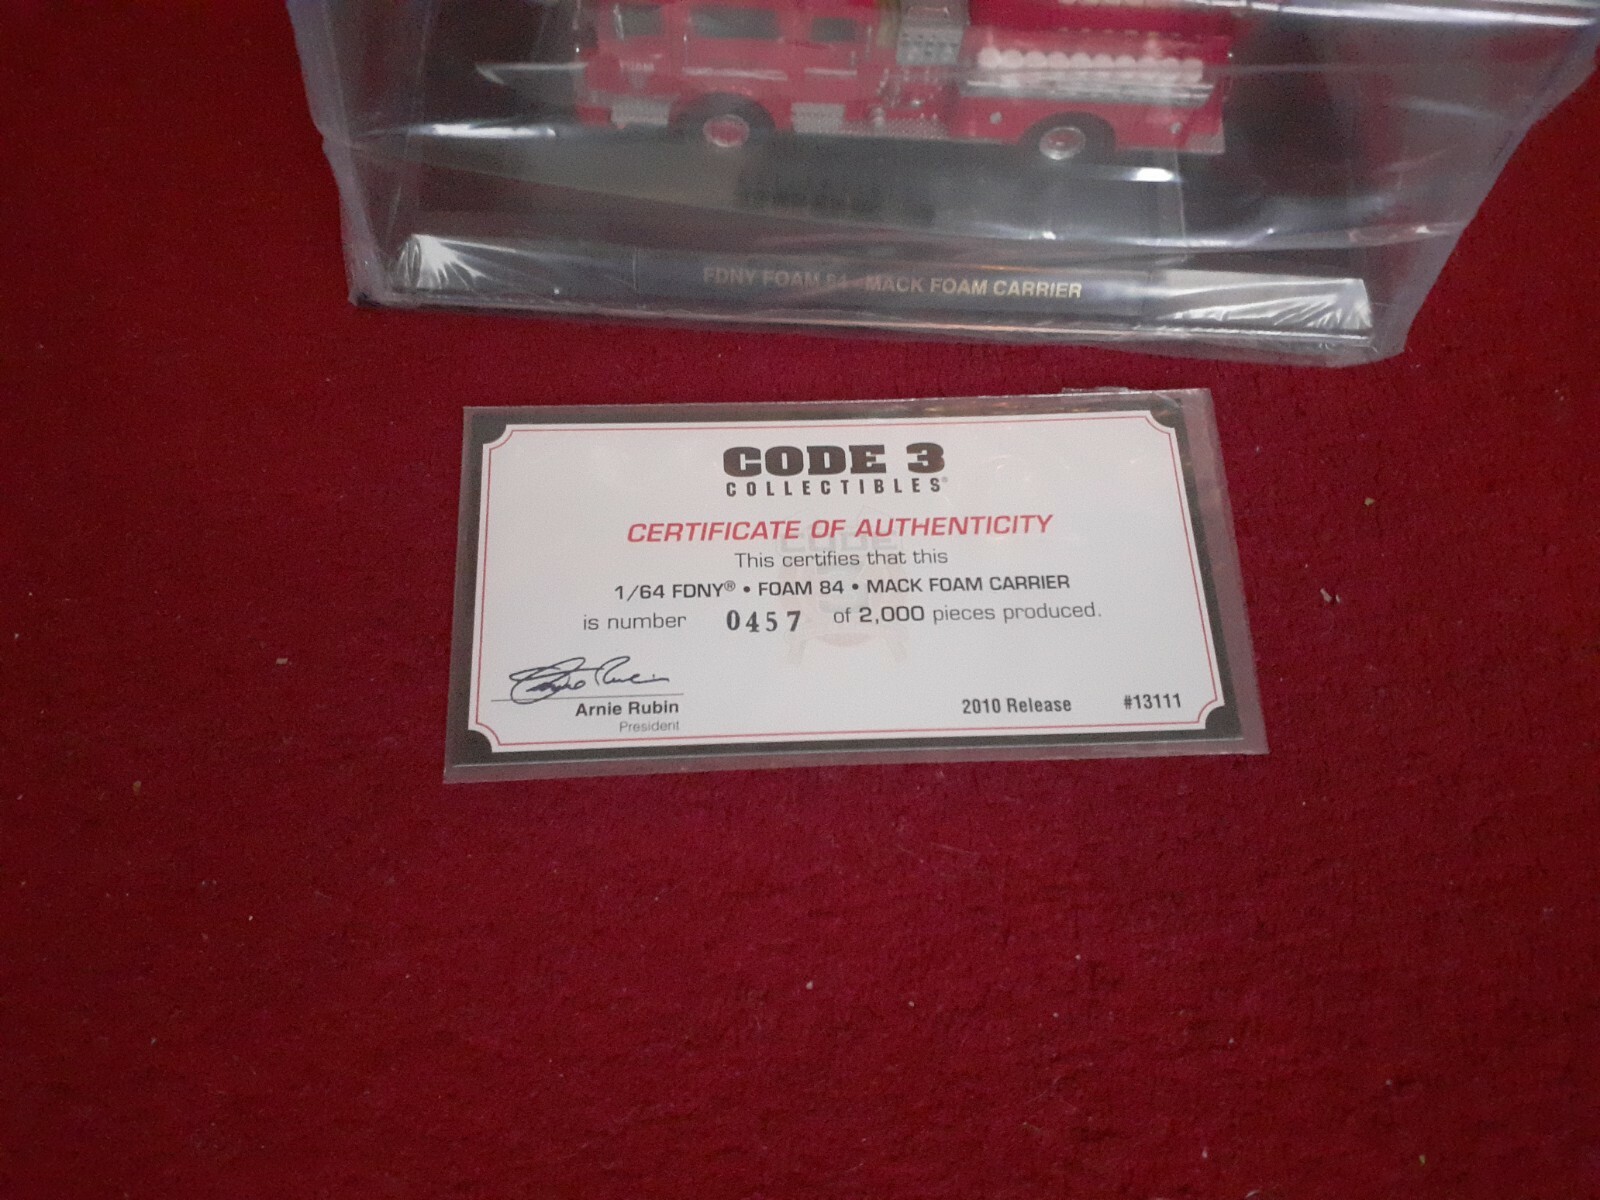 FOAM
FDNY FOAM 84 - MACK FOAM CARRIER
CODE 3
COLLECTIBLES®
CERTIFICATE OF AUTHENTICITY
This certifies that this
1/64 FDNY® • FOAM 84 • MACK FOAM CARRIER
is number 0457 of 2,000 pieces produced.
Arnie Rubin
President
2010 Release #13111